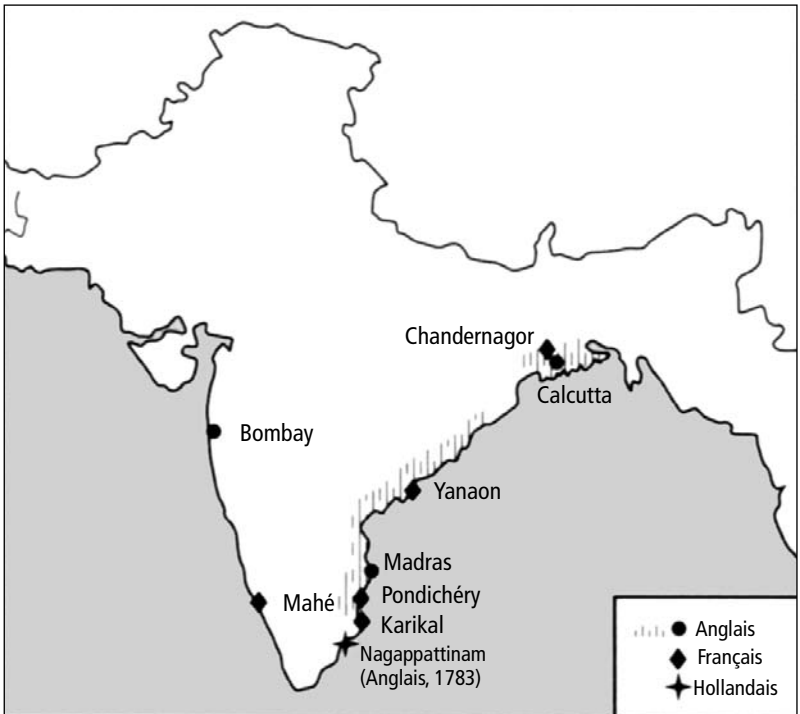 Chandernagor
Calcutta
Bombay
Yanaon
Madras
Mahé
Pondichéry
Karikal
Nagappattinam
(Anglais, 1783)
Anglais
Français
Hollandais